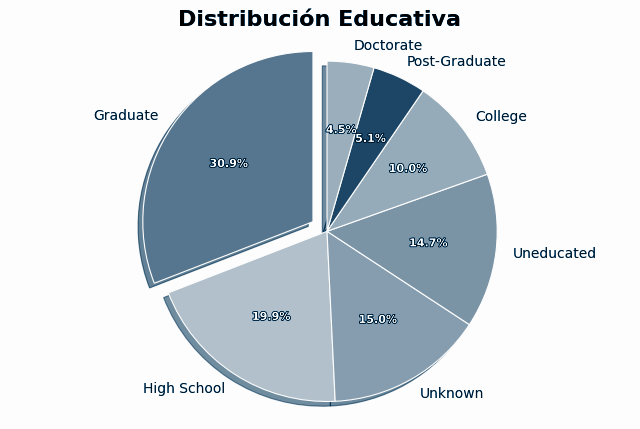 Distribución Educativa
Doctorate
Post-Graduate
Graduate
College
4.5%
5.1%
30.9%
10.0%
14.7%
Uneducated
19.9%
15.0%
High School
Unknown